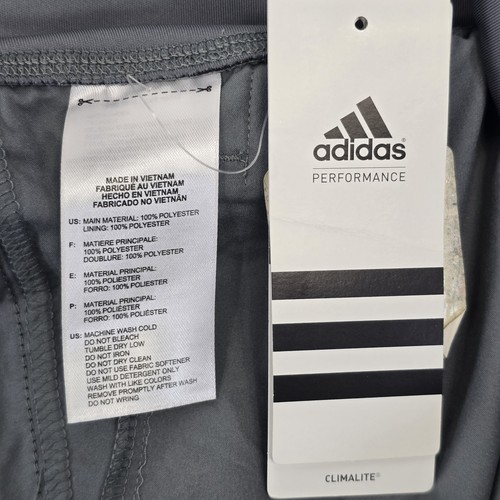 MADE IN VIETNAM
FABRIQUÉ AU VIETNAM
HECHO EN VIETNAM
FABRICADO NO VIETNÃN
US: MAIN MATERIAL: 100% POLYESTER
LINING: 100% POLYESTER
F: MATIERE PRINCIPALE:
100% POLYESTER
DOUBLURE: 100% POLYESTER
E: MATERIAL PRINCIPAL:
100% POLIESTER
FORRO: 100% POLIESTER
P: MATERIAL PRINCIPAL:
100% POLIÉSTER
FORRO: 100% POLIÉSTER
US: MACHINE WASH COLD
DO NOT BLEACH
TUMBLE DRY LOW
DO NOT IRON
DO NOT DRY CLEAN
DO NOT USE FABRIC SOFTENER
USE MILD DETERGENT ONLY
WASH WITH LIKE COLORS
REMOVE PROMPTLY AFTER WASH
DO NOT WRING
adidas
PERFORMANCE
CLIMALITE®